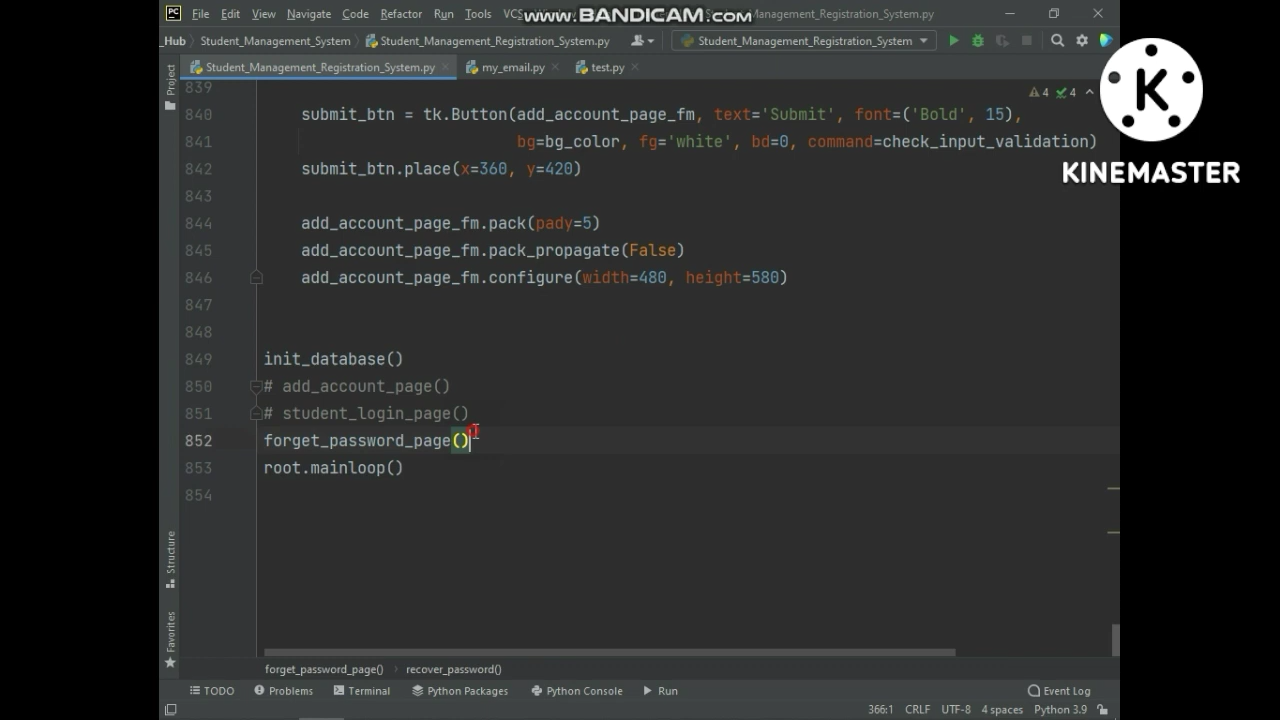 PC File Edit View Navigate Code Refactor Run Tools VCS www.BANDICAM.com Student_Management_Registration_System.py
_Hub Student_Management_System Student_Management_Registration_System.py Student_Management_Registration_System
Project Student_Management_Registration_System.py my_email.py test.py
839
4 4
840 submit_btn = tk.Button(add_account_page_fm, text='Submit', font=('Bold', 15),
841 bg=bg_color, fg='white', bd=0, command=check_input_validation)
842 submit_btn.place(x=360, y=420)
843
844 add_account_page_fm.pack(pady=5)
845 add_account_page_fm.pack_propagate(False)
846 add_account_page_fm.configure(width=480, height=580)
847
848
849 init_database()
850 # add_account_page()
851 # student_login_page()
852 forget_password_page()
853 root.mainloop()
854
K
KINEMASTER
Structure
Favorites
forget_password_page() recover_password()
TODO Problems Terminal Python Packages Python Console Run Event Log
366:1 CRLF UTF-8 4 spaces Python 3.9